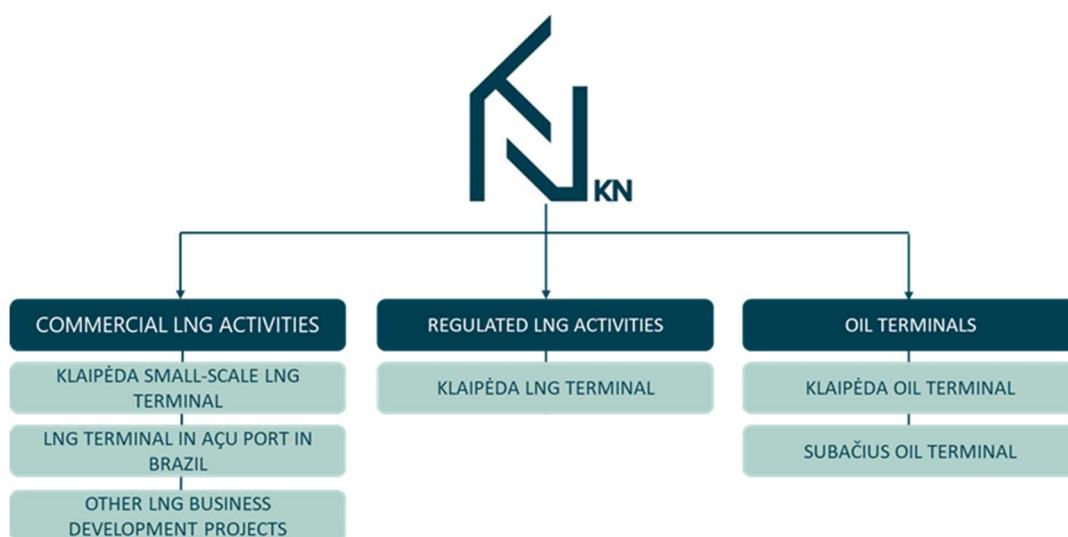 KN
COMMERCIAL LNG ACTIVITIES
KLAIPĖDA SMALL-SCALE LNG
TERMINAL
LNG TERMINAL IN AÇU PORT IN
BRAZIL
OTHER LNG BUSINESS
DEVELOPMENT PROJECTS
REGULATED LNG ACTIVITIES
KLAIPĖDA LNG TERMINAL
OIL TERMINALS
KLAIPĖDA OIL TERMINAL
SUBAČIUS OIL TERMINAL